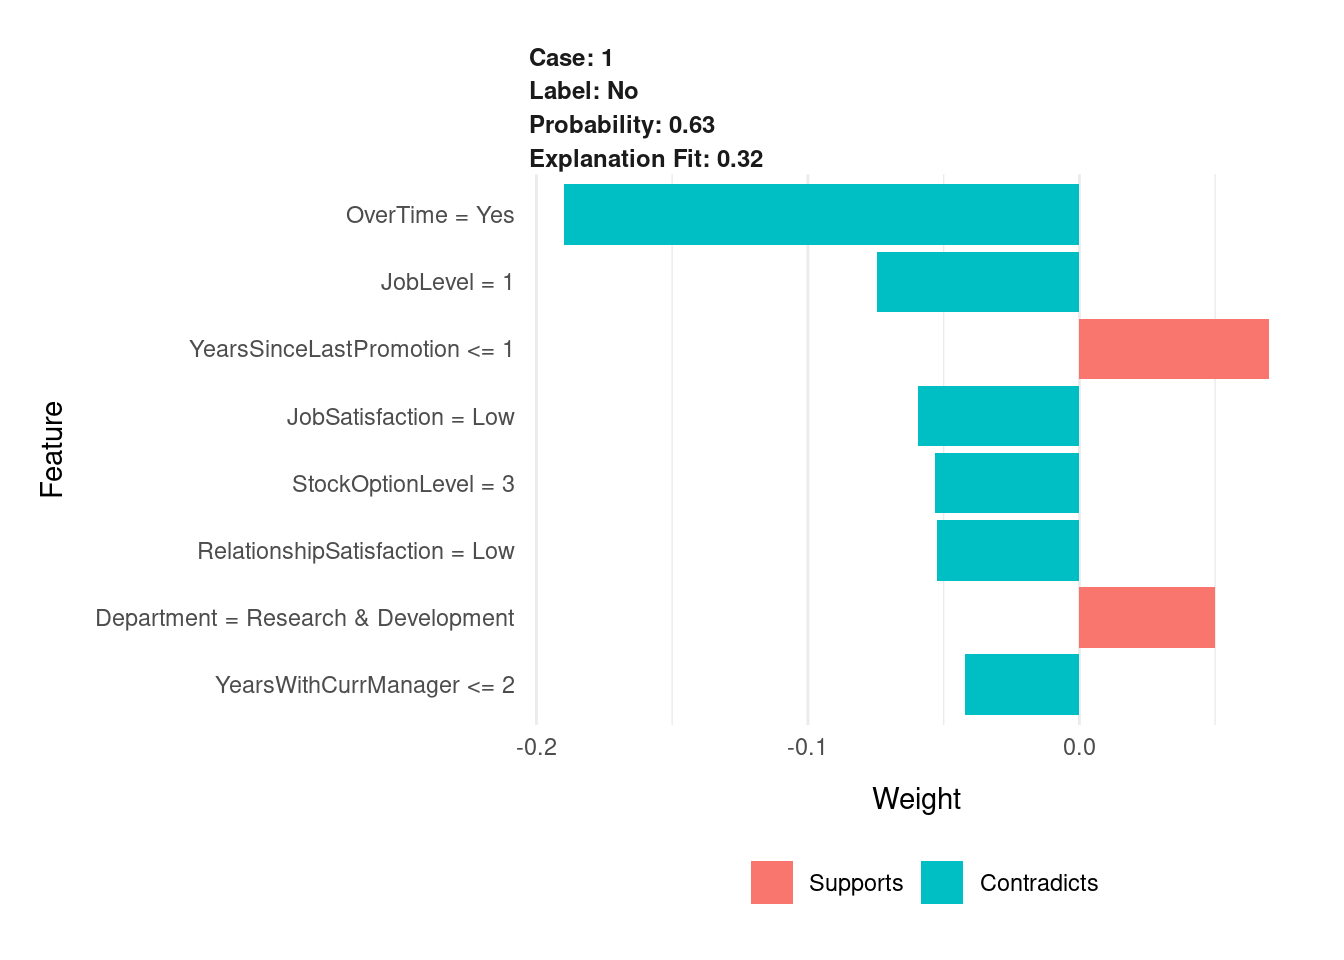 Case: 1
Label: No
Probability: 0.63
Explanation Fit: 0.32
OverTime = Yes
JobLevel = 1
YearsSinceLastPromotion <= 1
JobSatisfaction = Low
StockOptionLevel = 3
RelationshipSatisfaction = Low
Department = Research & Development
YearsWithCurrManager <= 2
Feature
-0.2 -0.1 0.0
Weight
Supports Contradicts